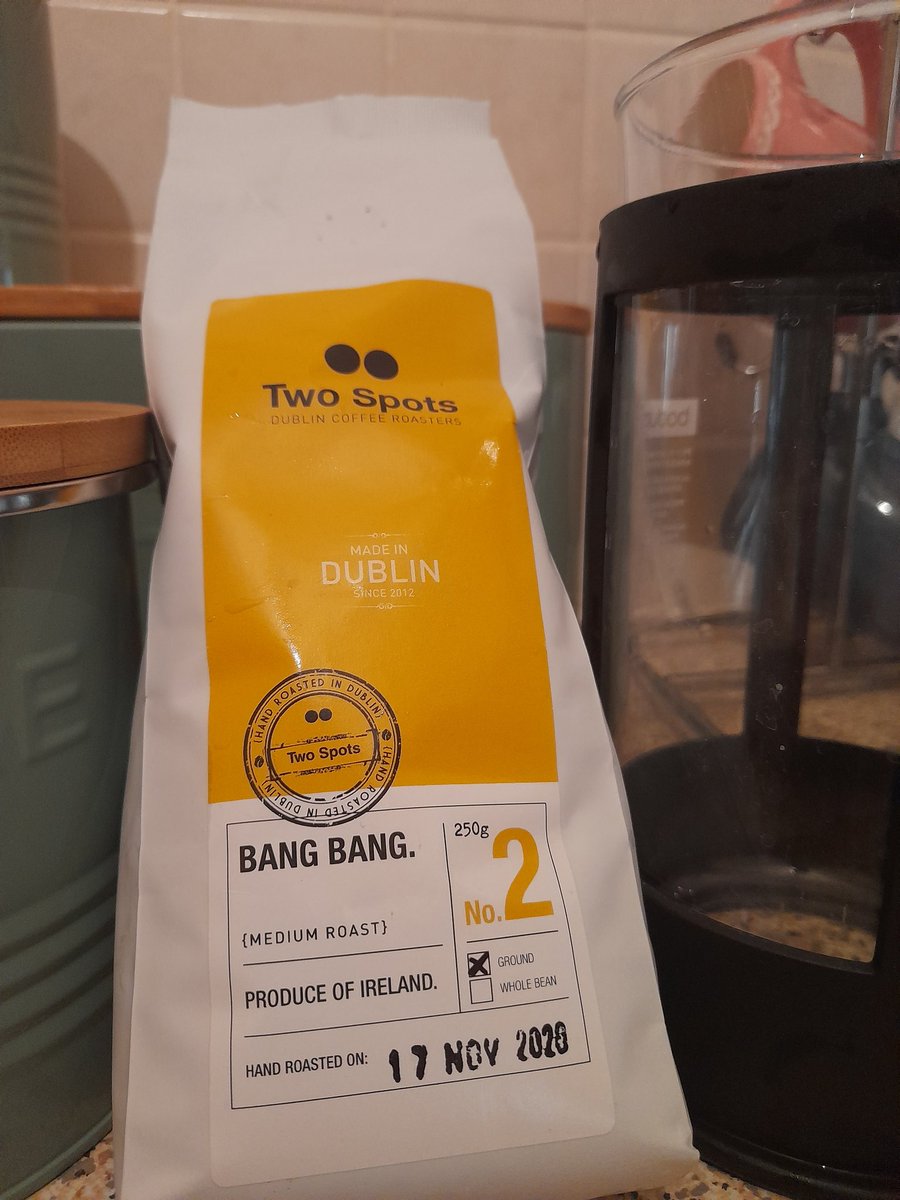 Two Spots
DUBLIN COFFEE ROASTERS
MADE IN
DUBLIN
SINCE 2012
{HAND ROASTED IN DUBLIN}
Two Spots
{HAND ROASTED IN DUBLIN}
BANG BANG.
{MEDIUM ROAST}
PRODUCE OF IRELAND.
250g
No.2
GROUND
WHOLE BEAN
HAND ROASTED ON: 17 NOV 2020